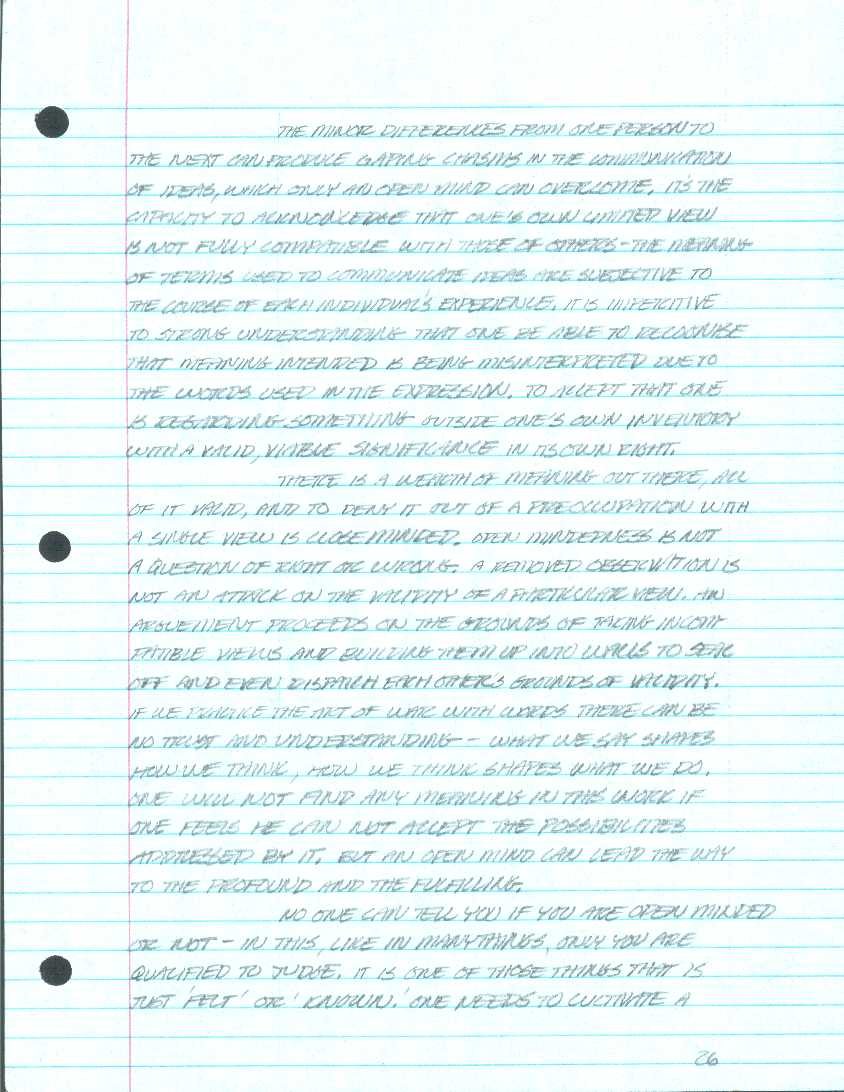 THE MINOR DIFFERENCES FROM ONE PERSON TO
THE NEXT CAN PRODUCE GAPING CHASMS IN THE COMMUNICATION
OF IDEAS, WHICH ONLY AN OPEN MIND CAN OVERCOME. IT'S THE
CAPACITY TO ACKNOWLEDGE THAT ONE'S OWN LIMITED VIEW
IS NOT FULLY COMPATIBLE WITH THOSE OF OTHERS - THE MEANING
OF TERMS USED TO COMMUNICATE IDEAS ARE SUBJECTIVE TO
THE COURSE OF EACH INDIVIDUAL'S EXPERIENCE. IT IS IMPERITIVE
TO STRONG UNDERSTANDING THAT ONE BE ABLE TO RECOGNISE
THAT MEANING INTENDED IS BEING MISINTERPRETED DUE TO
THE WORDS USED IN THE EXPRESSION. TO ACCEPT THAT ONE
IS REGARDING SOMETHING OUTSIDE ONE'S OWN INVENTORY
WITH A VALID, VIABLE SIGNIFICANCE IN ITS OWN RIGHT.
THERE IS A WEALTH OF MEANING OUT THERE, ALL
OF IT VALID, AND TO DENY IT OUT OF A PREOCCUPATION WITH
A SINGLE VIEW IS CLOSE MINDED. OPEN MINDEDNESS IS NOT
A QUESTION OF RIGHT OR WRONG. A REMOVED OBSERVATION IS
NOT AN ATTACK ON THE VALIDITY OF A PARTICULAR VIEW. AN
ARGUEMENT PROCEEDS ON THE GROUNDS OF TAKING INCOM
PATIBLE VIEWS AND BUILDING THEM UP INTO WALLS TO SEAL
OFF AND EVEN DISPATCH EACH OTHERS GROUNDS OF VALIDITY.
IF WE PRACTICE THE ART OF WAR WITH WORDS THERE CAN BE
NO TRUST AND UNDERSTANDING - WHAT WE SAY SHAPES
HOW WE THINK, HOW WE THINK SHAPES WHAT WE DO.
ONE WILL NOT FIND ANY MEANING IN THIS WORK IF
ONE FEELS HE CAN NOT ACCEPT THE POSSIBILITIES
ADDRESSED BY IT. BUT AN OPEN MIND CAN LEAD THE WAY
TO THE PROFOUND AND THE FULFILLING.
NO ONE CAN TELL YOU IF YOU ARE OPEN MINDED
OR NOT - IN THIS, LIKE IN MANY THINGS, ONLY YOU ARE
QUALIFIED TO JUDGE. IT IS ONE OF THOSE THINGS THAT IS
JUST 'FELT' OR 'KNOWN.' ONE NEEDS TO CULTIVATE A
26